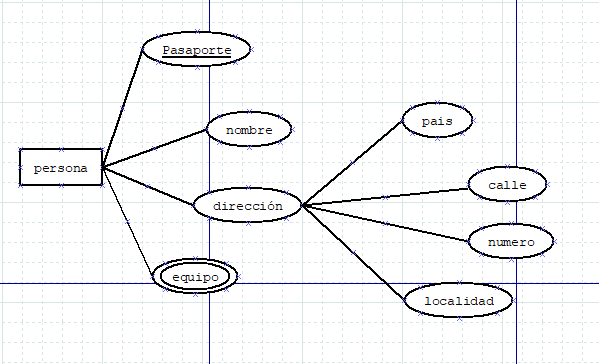 Pasaporte
nombre
persona
dirección
equipo
pais
calle
numero
localidad